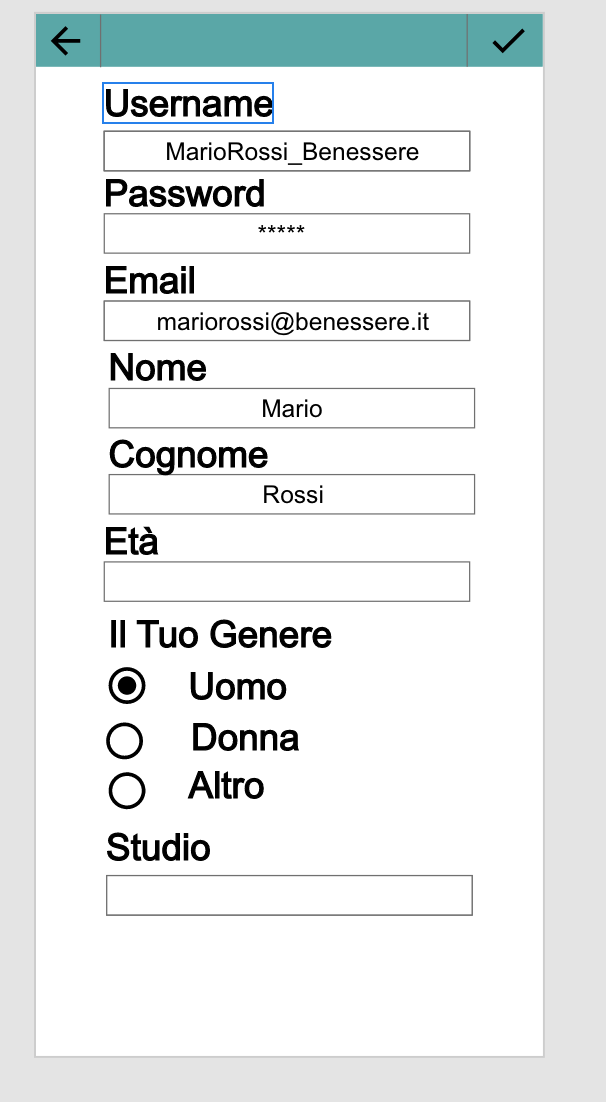 Username
MarioRossi_Benessere
Password
*****
Email
mariorossi@benessere.it
Nome
Mario
Cognome
Rossi
Età
Il Tuo Genere
Uomo
Donna
Altro
Studio